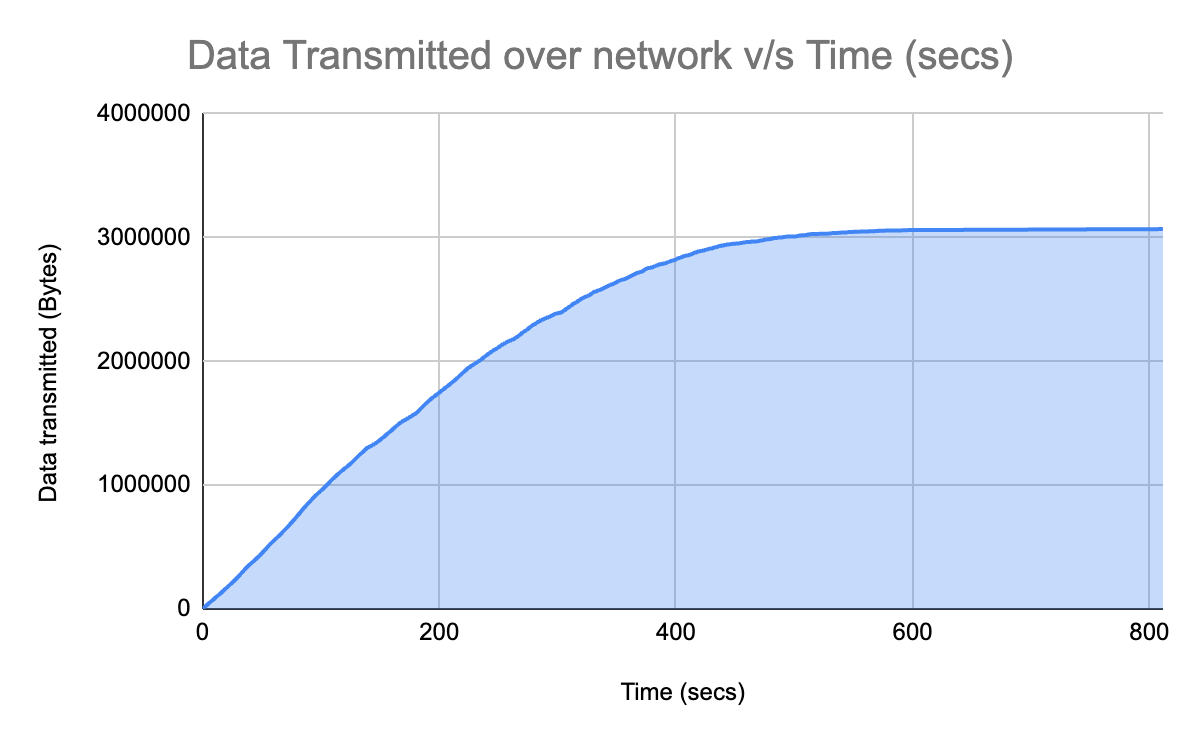 Data Transmitted over network v/s Time (secs)
4000000
3000000
2000000
1000000
0
Data transmitted (Bytes)
0 200 400 600 800
Time (secs)